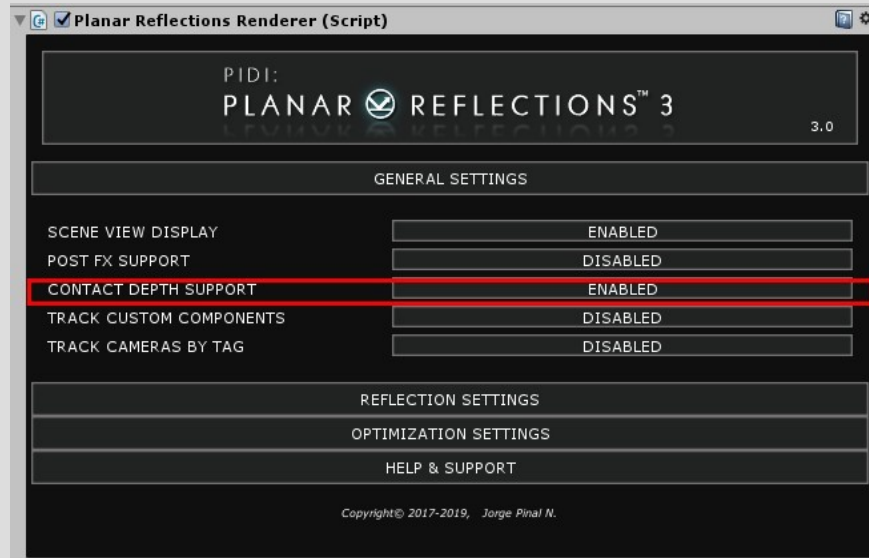 Planar Reflections Renderer (Script)
PIDI:
PLANAR REFLECTIONS™ 3
3.0
GENERAL SETTINGS
SCENE VIEW DISPLAY ENABLED
POST FX SUPPORT DISABLED
CONTACT DEPTH SUPPORT ENABLED
TRACK CUSTOM COMPONENTS DISABLED
TRACK CAMERAS BY TAG DISABLED
REFLECTION SETTINGS
OPTIMIZATION SETTINGS
HELP & SUPPORT
Copyright© 2017-2019, Jorge Pinal N.